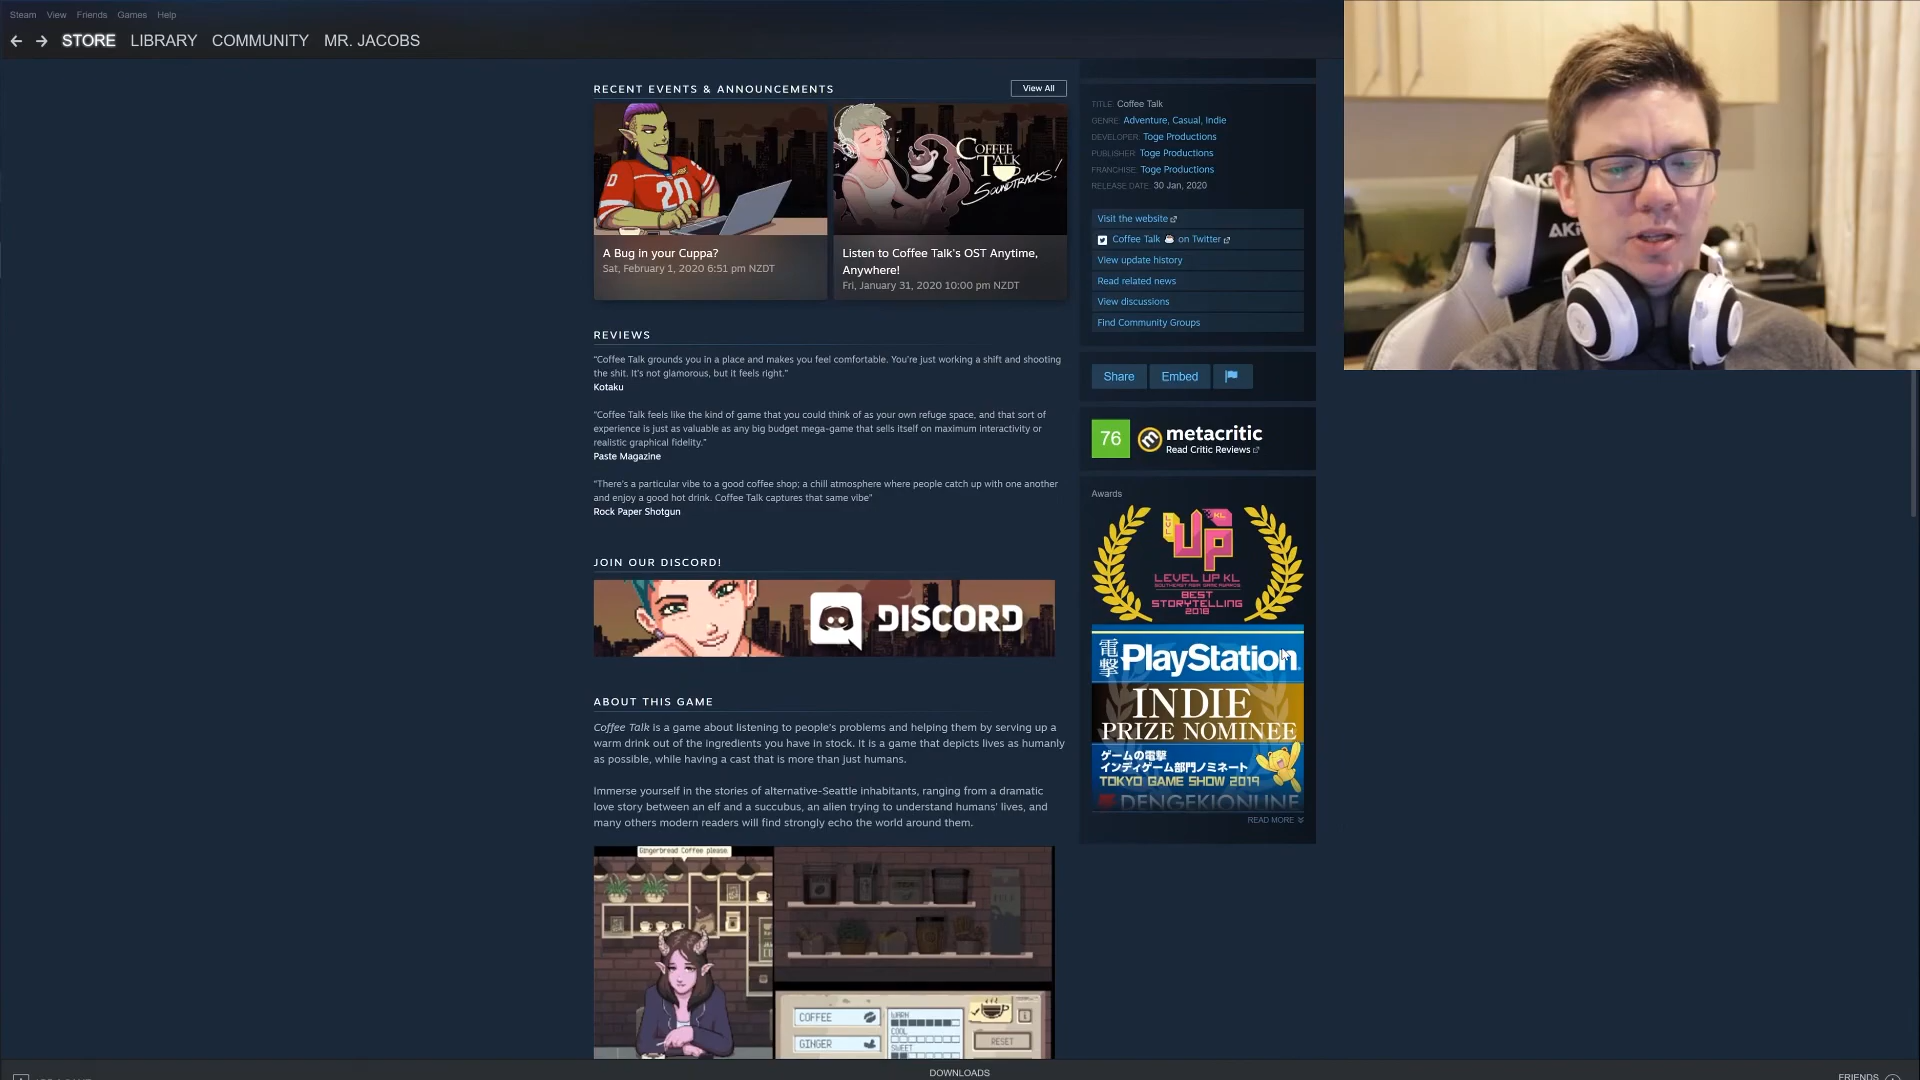 Steam View Friends Games Help
STORE LIBRARY COMMUNITY MR. JACOBS
RECENT EVENTS & ANNOUNCEMENTS
View All
20
COFFEE
TALK
SOUNDTRACKS!
A Bug in your Cuppa?
Sat, February 1, 2020 6:51 pm NZDT
Listen to Coffee Talk's OST Anytime,
Anywhere!
Fri, January 31, 2020 10:00 pm NZDT
REVIEWS
“Coffee Talk grounds you in a place and makes you feel comfortable. You're just working a shift and shooting
the shit. It's not glamorous, but it feels right.”
Kotaku
“Coffee Talk feels like the kind of game that you could think of as your own refuge space, and that sort of
experience is just as valuable as any big budget mega-game that sells itself on maximum interactivity or
realistic graphical fidelity.”
Paste Magazine
“There's a particular vibe to a good coffee shop; a chill atmosphere where people catch up with one another
and enjoy a good hot drink. Coffee Talk captures that same vibe”
Rock Paper Shotgun
JOIN OUR DISCORD!
DISCORD
ABOUT THIS GAME
Coffee Talk is a game about listening to people's problems and helping them by serving up a
warm drink out of the ingredients you have in stock. It is a game that depicts lives as humanly
as possible, while having a cast that is more than just humans.
Immerse yourself in the stories of alternative-Seattle inhabitants, ranging from a dramatic
love story between an elf and a succubus, an alien trying to understand humans' lives, and
many others modern readers will find strongly echo the world around them.
Gingerbread Coffee please.
COFFEE
GINGER
WARM
COOL
SWEET
RESET
TITLE: Coffee Talk
GENRE: Adventure, Casual, Indie
DEVELOPER: Toge Productions
PUBLISHER: Toge Productions
FRANCHISE: Toge Productions
RELEASE DATE: 30 Jan, 2020
Visit the website
Coffee Talk on Twitter
View update history
Read related news
View discussions
Find Community Groups
Share Embed
76 metacritic
Read Critic Reviews
Awards
LVL UP KL
LEVEL UP KL
SOUTHEAST ASIA GAME AWARDS
BEST
STORYTELLING
2018
電撃 PlayStation
INDIE
PRIZE NOMINEE
ゲームの電撃
インディゲーム部門ノミネート
TOKYO GAME SHOW 2019
DENGEKIONLINE
READ MORE
DOWNLOADS
FRIENDS